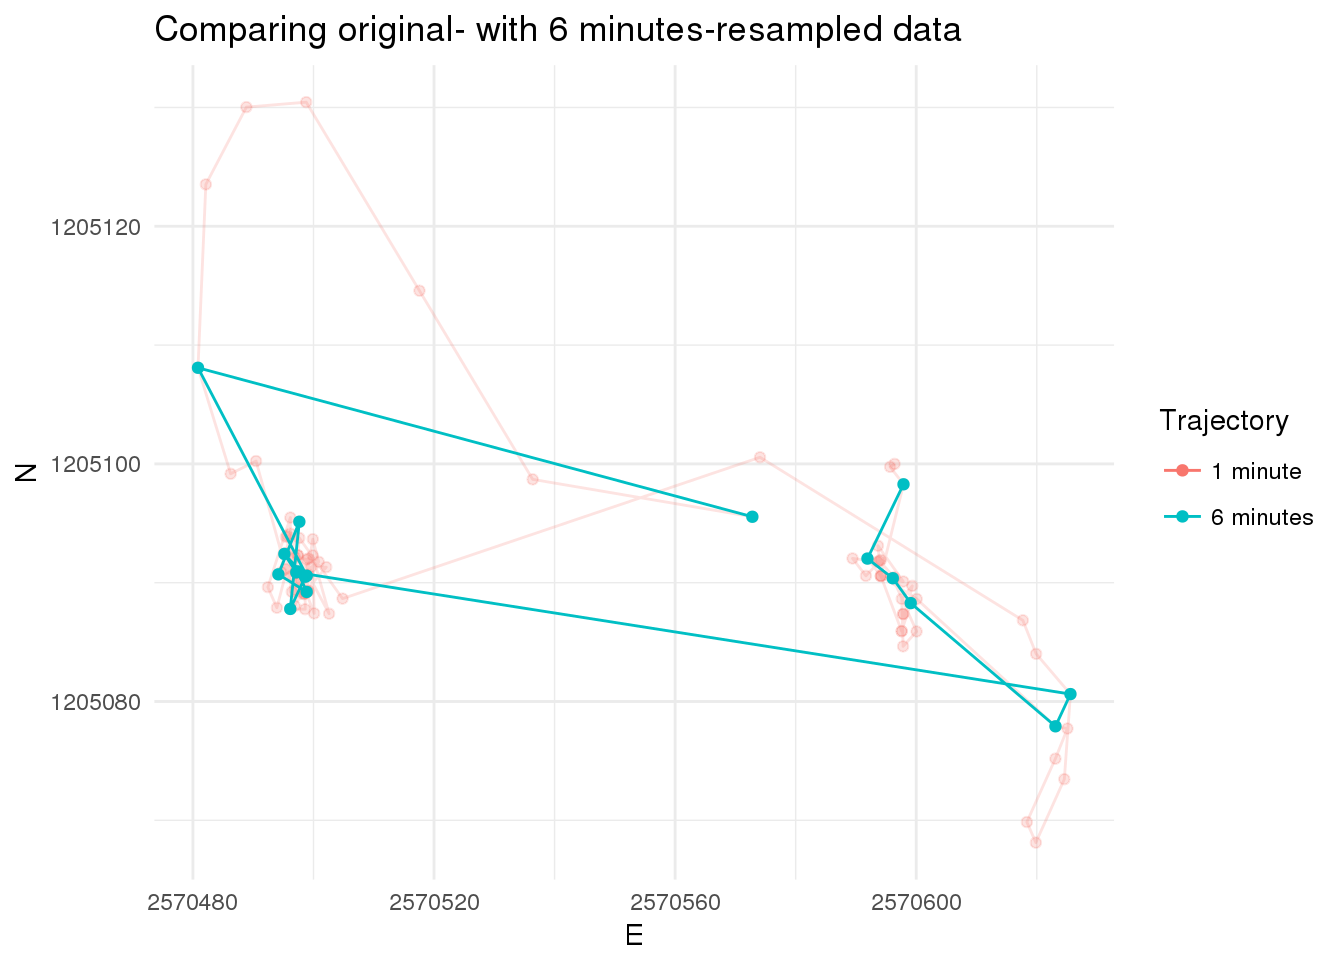 Comparing original- with 6 minutes-resampled data
1205120
1205100
1205080
N
2570480
2570520
2570560
2570600
E
Trajectory
1 minute
6 minutes